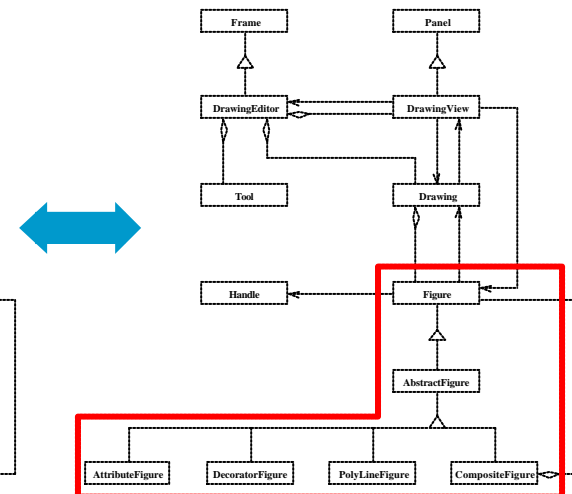 Frame
Panel
DrawingEditor
DrawingView
Tool
Drawing
Handle
Figure
AbstractFigure
AttributeFigure
DecoratorFigure
PolyLineFigure
CompositeFigure